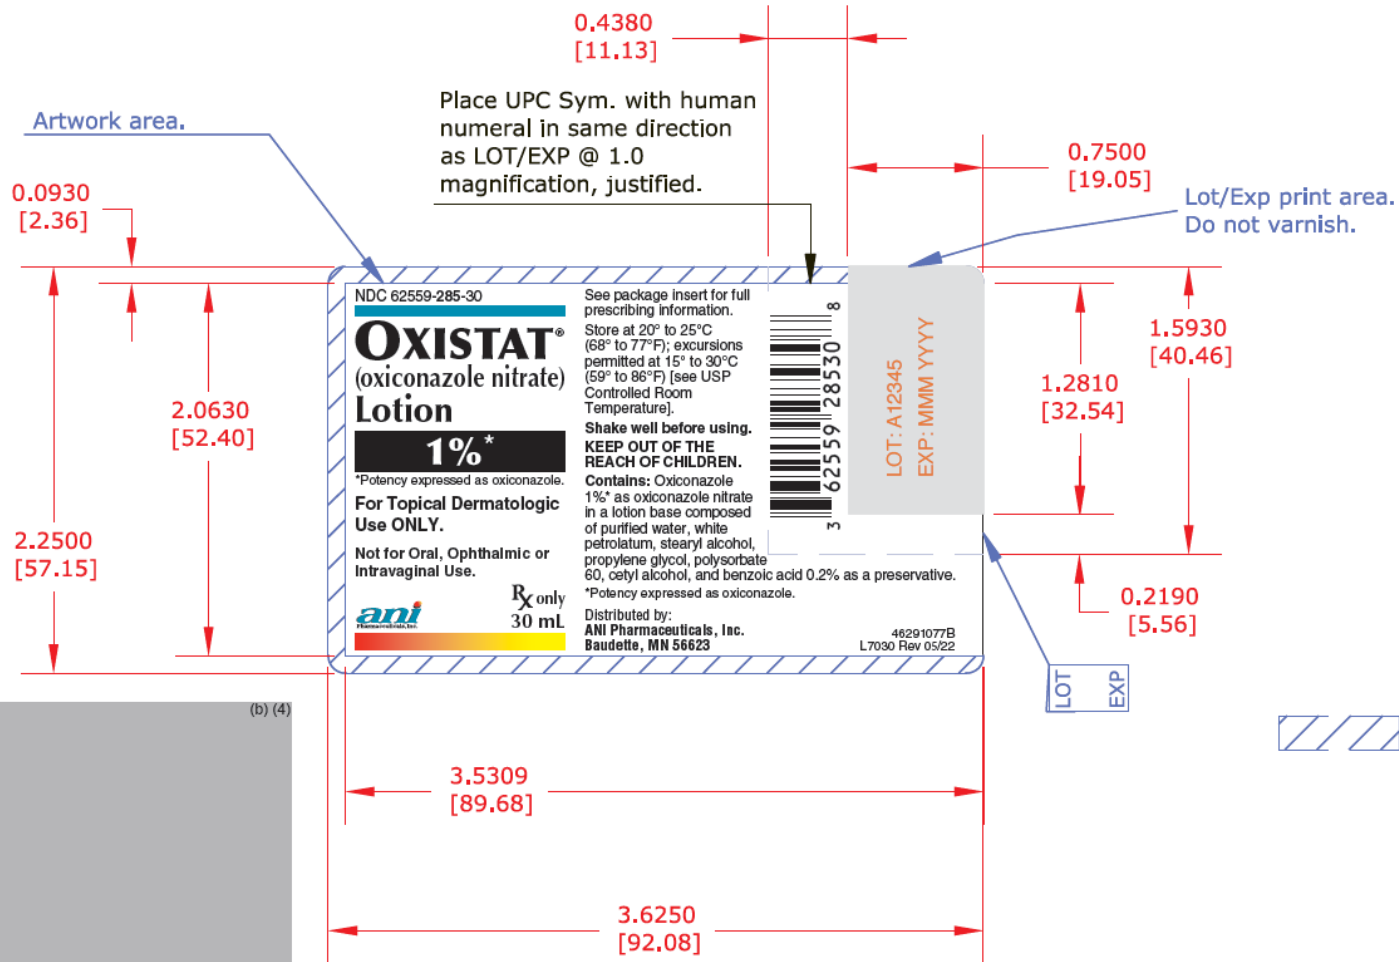 0.4380
[11.13]
Place UPC Sym. with human
numeral in same direction
as LOT/EXP @ 1.0
magnification, justified.
Artwork area.
0.7500
[19.05]
Lot/Exp print area.
Do not varnish.
0.0930
[2.36]
NDC 62559-285-30
OXISTAT®
(oxiconazole nitrate)
Lotion
1%*
*Potency expressed as oxiconazole.
For Topical Dermatologic
Use ONLY.
Not for Oral, Ophthalmic or
Intravaginal Use.
ani
Pharmaceuticals, Inc.
Rx only
30 mL
See package insert for full
prescribing information.
Store at 20° to 25°C
(68° to 77°F); excursions
permitted at 15° to 30°C
(59° to 86°F) [see USP
Controlled Room
Temperature].
Shake well before using.
KEEP OUT OF THE
REACH OF CHILDREN.
Contains: Oxiconazole
1%* as oxiconazole nitrate
in a lotion base composed
of purified water, white
petrolatum, stearyl alcohol,
propylene glycol, polysorbate
60, cetyl alcohol, and benzoic acid 0.2% as a preservative.
*Potency expressed as oxiconazole.
Distributed by:
ANI Pharmaceuticals, Inc.
Baudette, MN 56623
46291077B
L7030 Rev 05/22
3 62559 28530 8
LOT: A12345
EXP: MMM YYYY
2.0630
[52.40]
2.2500
[57.15]
1.5930
[40.46]
1.2810
[32.54]
0.2190
[5.56]
LOT
EXP
(b) (4)
3.5309
[89.68]
3.6250
[92.08]